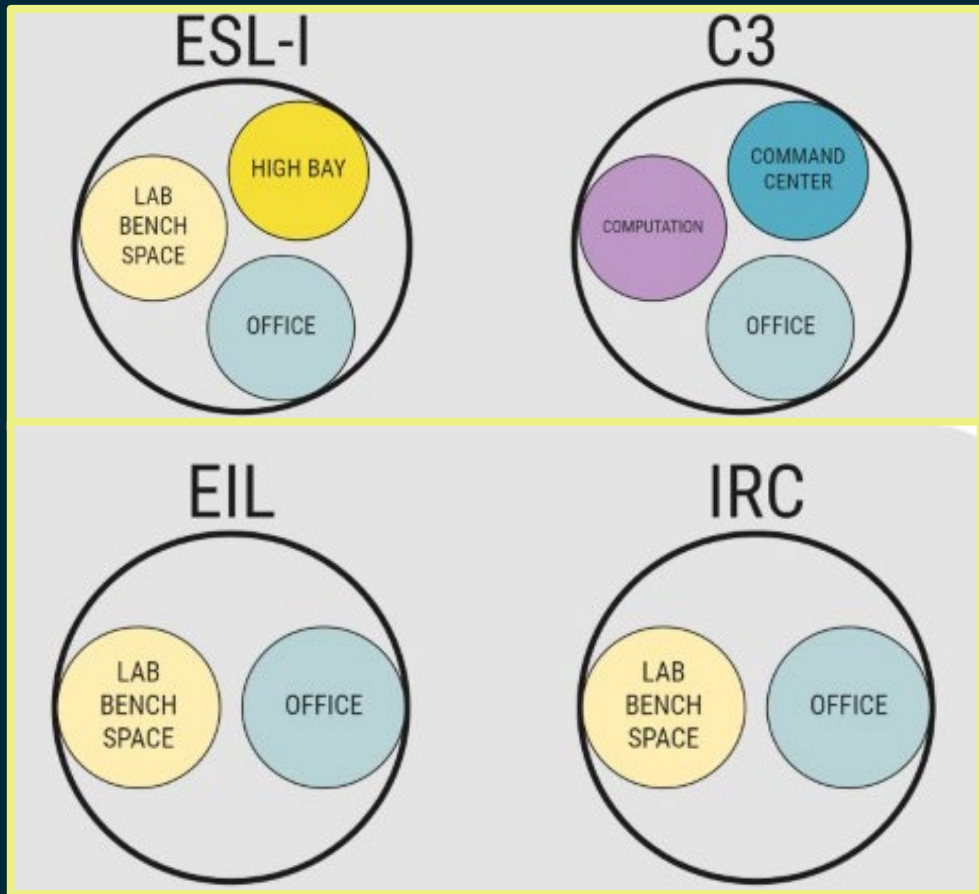 ESL-I
C3
HIGH BAY
LAB
BENCH
SPACE
OFFICE
COMMAND
CENTER
COMPUTATION
OFFICE
EIL
IRC
LAB
BENCH
SPACE
OFFICE
LAB
BENCH
SPACE
OFFICE